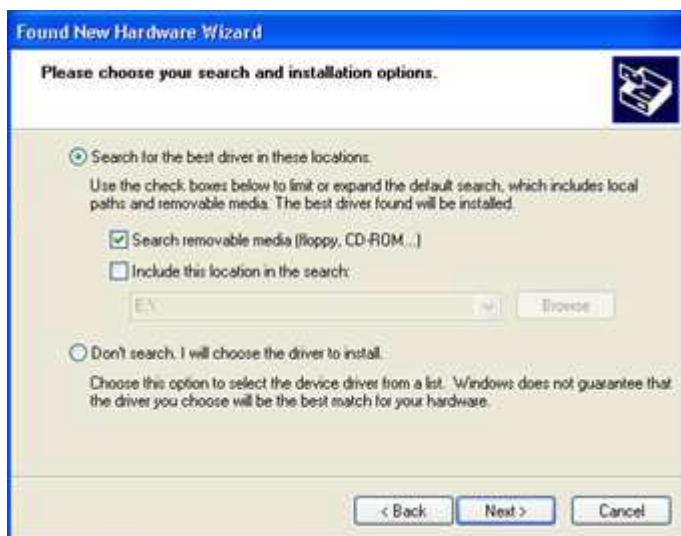 Found New Hardware Wizard
Please choose your search and installation options.
Search for the best driver in these locations.
Use the check boxes below to limit or expand the default search, which includes local
paths and removable media. The best driver found will be installed.
Search removable media (floppy, CD-ROM...)
Include this location in the search:
E:\
Browse
Don't search. I will choose the driver to install.
Choose this option to select the device driver from a list. Windows does not guarantee that
the driver you choose will be the best match for your hardware.
< Back
Next >
Cancel